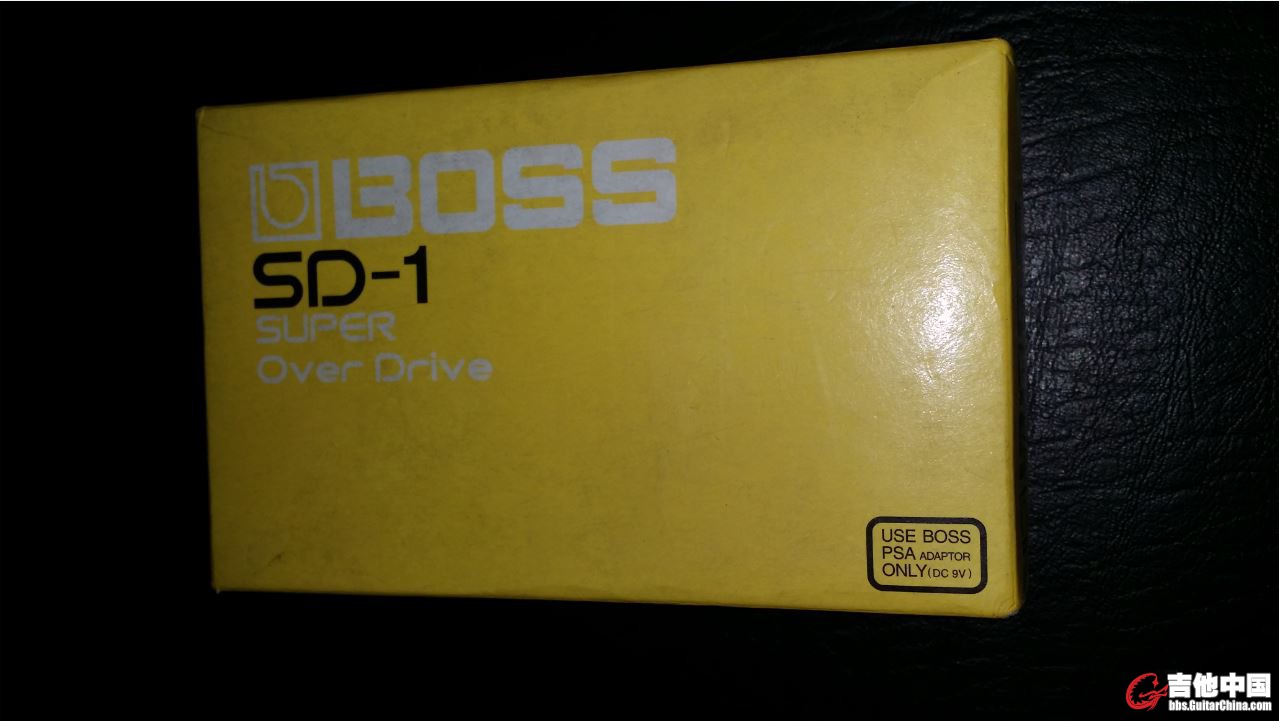 BOSS
SD-1
SUPER
Over Drive
USE BOSS
PSA ADAPTOR
ONLY (DC 9V)
吉他中国
bbs.GuitarChina.com